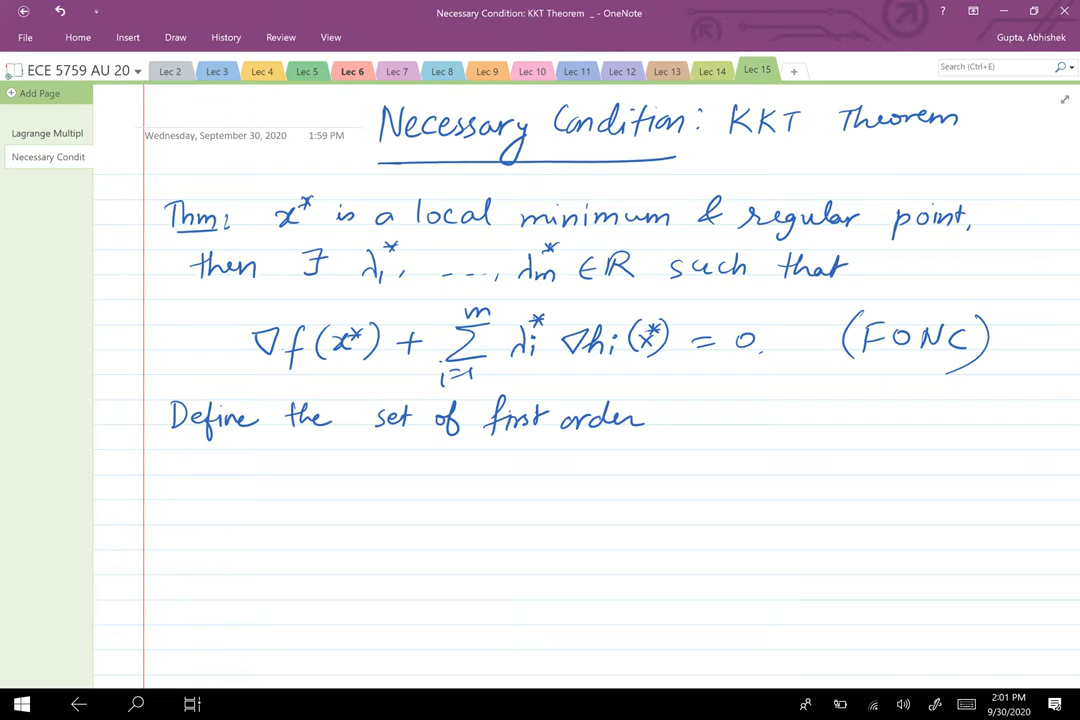 Necessary Condition: KKT Theorem _ - OneNote
?
File Home Insert Draw History Review View
Gupta, Abhishek
ECE 5759 AU 20
Lec 2 Lec 3 Lec 4 Lec 5 Lec 6 Lec 7 Lec 8 Lec 9 Lec 10 Lec 11 Lec 12 Lec 13 Lec 14 Lec 15 +
Search (Ctrl+E)
Add Page
Lagrange Multipl
Necessary Condit
Necessary Condition: KKT Theorem
Wednesday, September 30, 2020 1:59 PM
Thm: x* is a local minimum & regular point,
then ∃ λ₁*, ..., λₘ* ∈ R such that
∇f(x*) + ∑_{i=1}^{m} λᵢ* ∇hᵢ(x*) = 0. (FONC)
Define the set of first order
2:01 PM
9/30/2020